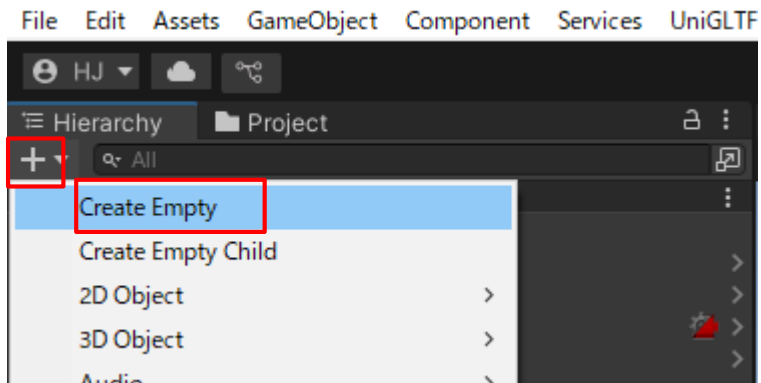 File Edit Assets GameObject Component Services UniGLTF
HJ
Hierarchy Project
All
Create Empty
Create Empty Child
2D Object
3D Object
Audio